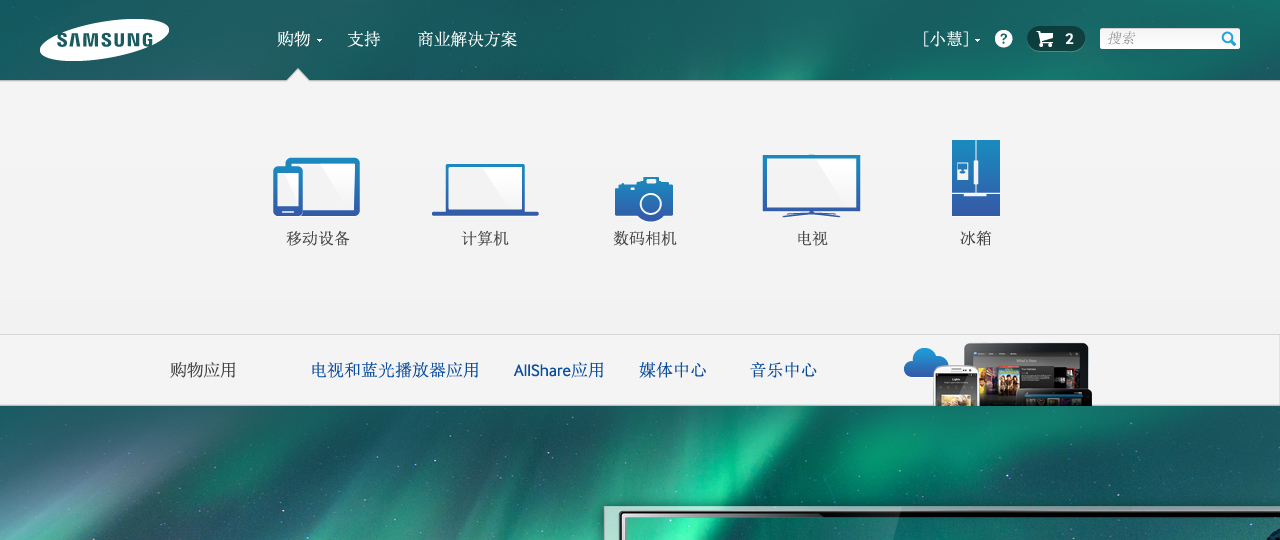 SAMSUNG
购物
支持
商业解决方案
[小慧]
?
2
搜索
移动设备
计算机
数码相机
电视
冰箱
购物应用
电视和蓝光播放器应用
AllShare应用
媒体中心
音乐中心